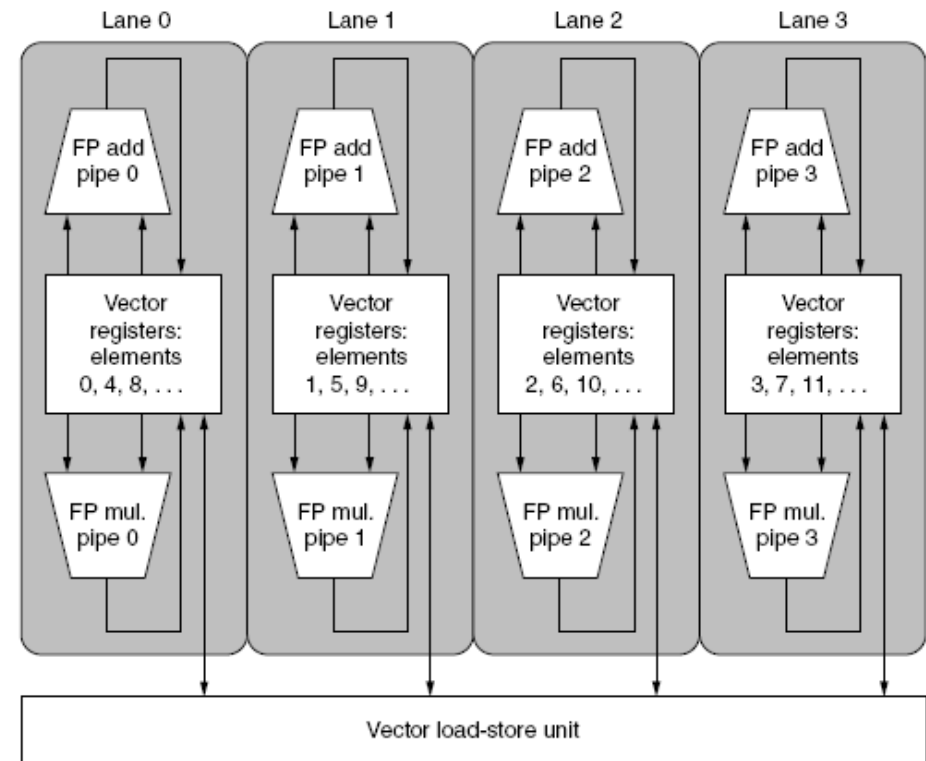 Lane 0
Lane 1
Lane 2
Lane 3
FP add
pipe 0
FP add
pipe 1
FP add
pipe 2
FP add
pipe 3
Vector
registers:
elements
0, 4, 8, . . .
Vector
registers:
elements
1, 5, 9, . . .
Vector
registers:
elements
2, 6, 10, . . .
Vector
registers:
elements
3, 7, 11, . . .
FP mul.
pipe 0
FP mul.
pipe 1
FP mul.
pipe 2
FP mul.
pipe 3
Vector load-store unit